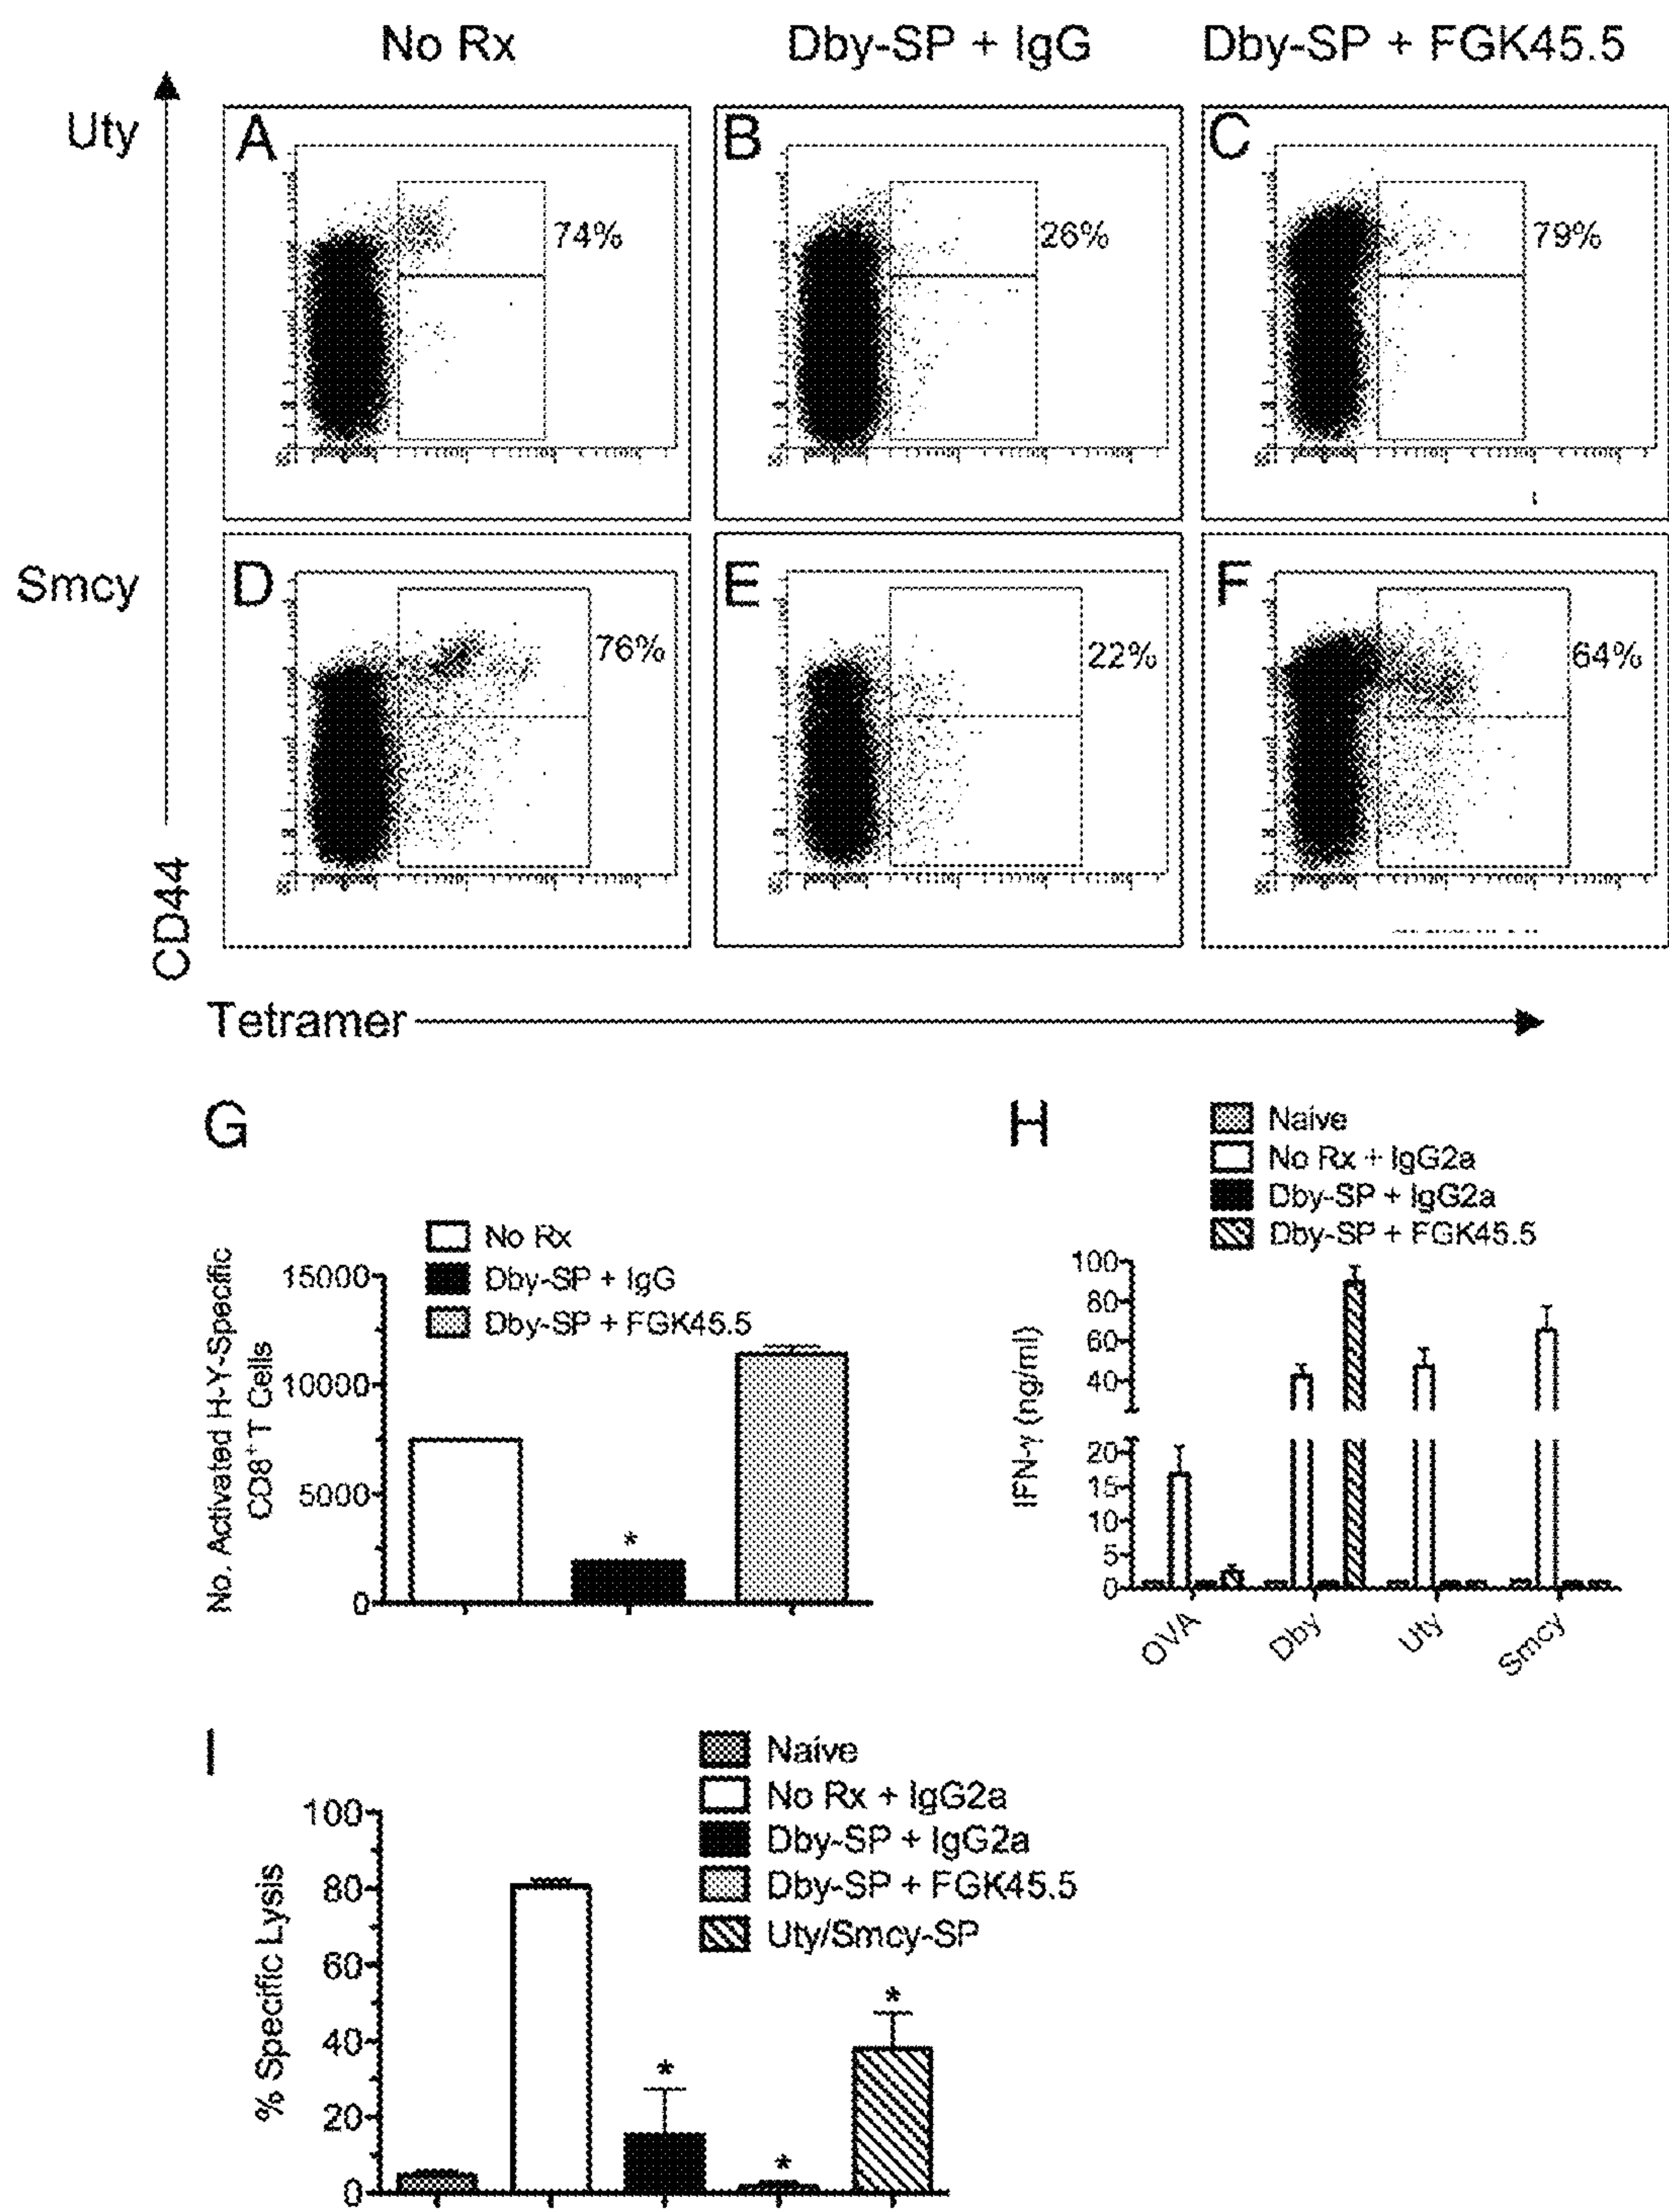 No Rx
Dby-SP + IgG
Dby-SP + FGK45.5
Uty
A
74%
B
26%
C
79%
Smcy
D
76%
E
22%
F
64%
CD44
Tetramer
G
No Rx
Dby-SP + IgG
Dby-SP + FGK45.5
No. Activated H-Y-Specific
CD8+T Cells
15000
10000
5000
0
H
Naive
No Rx + IgG2a
Dby-SP + IgG2a
Dby-SP + FGK45.5
IFN-γ (ng/ml)
100
80
60
40
20
15
10
5
0
OVA
Dby
Uty
Smcy
*
I
Naive
No Rx + IgG2a
Dby-SP + IgG2a
Dby-SP + FGK45.5
Uty/Smcy-SP
% Specific Lysis
100
80
60
40
20
0
*
*
*